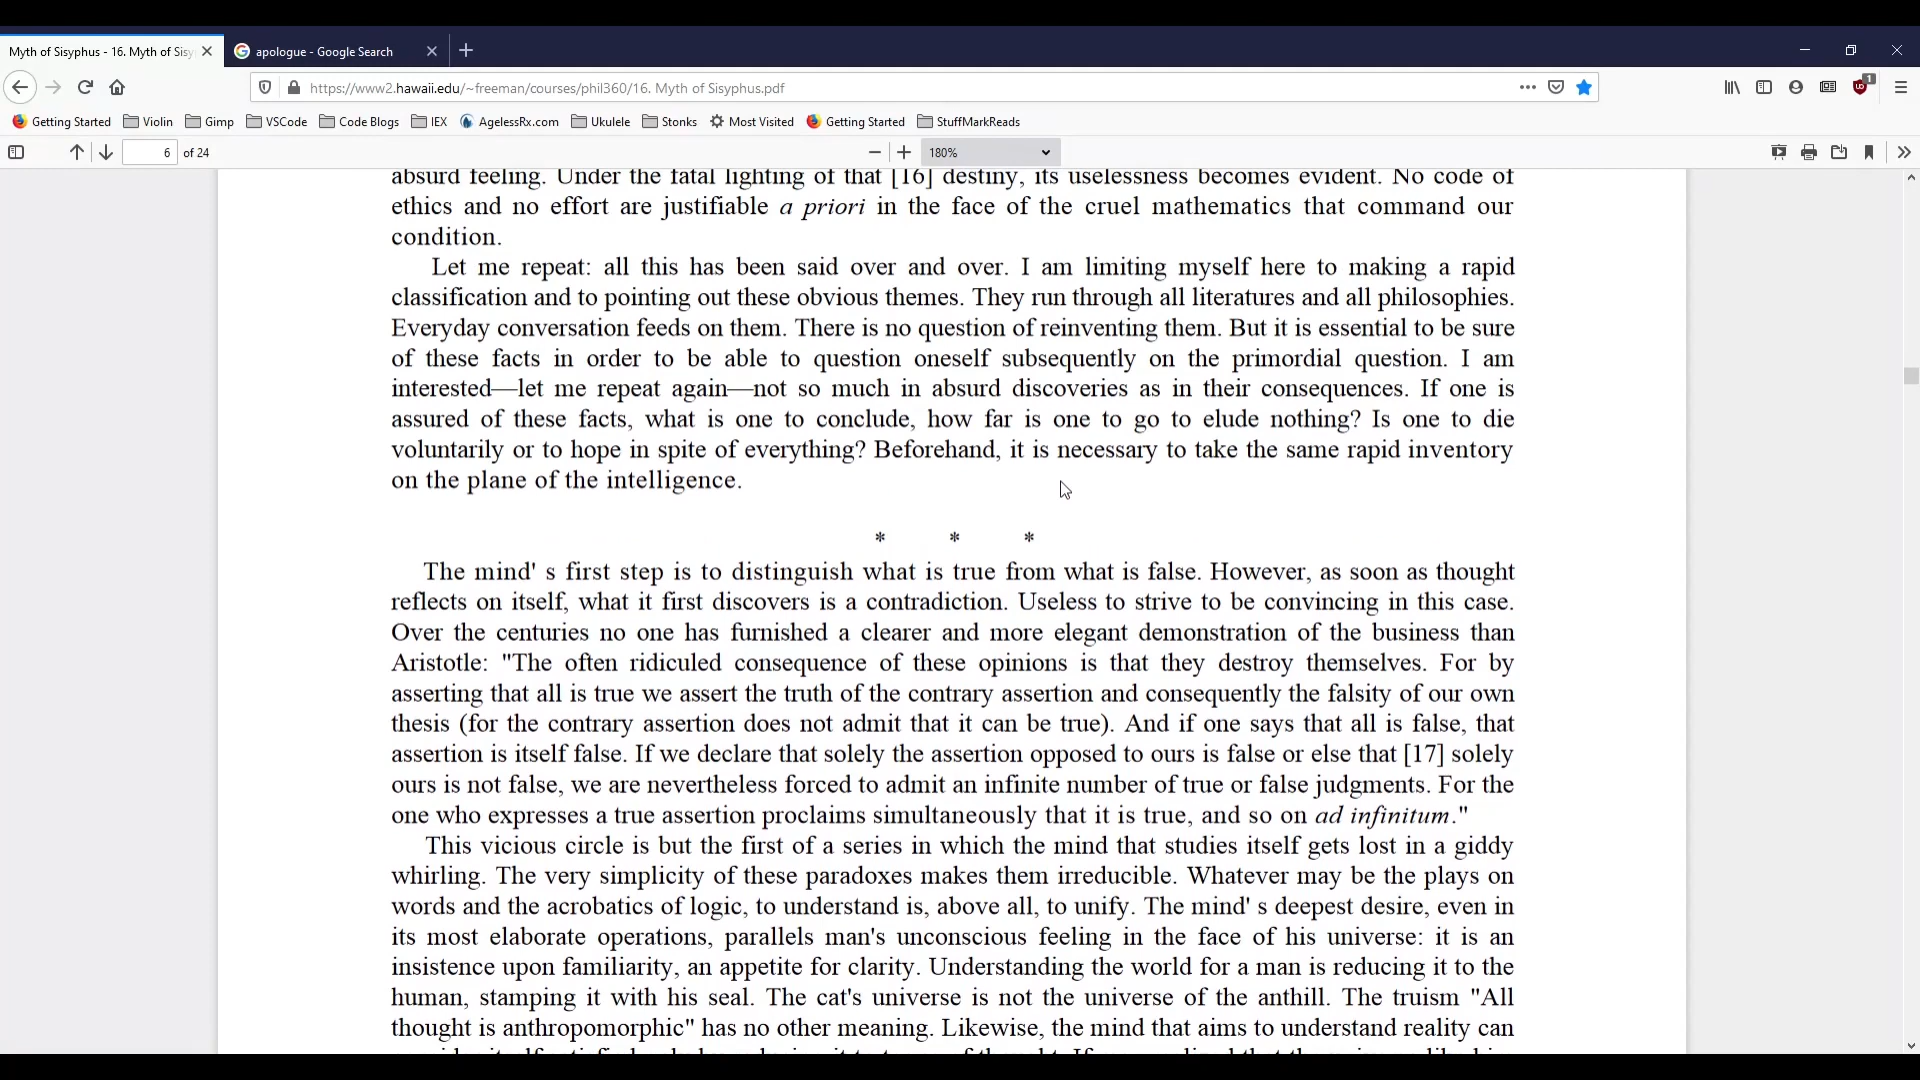 Myth of Sisyphus - 16. Myth of Sisy
apologue - Google Search
https://www2.hawaii.edu/~freeman/courses/phil360/16. Myth of Sisyphus.pdf
1
Getting Started Violin Gimp VSCode Code Blogs IEX AgelessRx.com Ukulele Stonks Most Visited Getting Started StuffMarkReads
6 of 24
180%
absurd feeling. Under the fatal lighting of that [16] destiny, its uselessness becomes evident. No code of
ethics and no effort are justifiable a priori in the face of the cruel mathematics that command our
condition.
Let me repeat: all this has been said over and over. I am limiting myself here to making a rapid
classification and to pointing out these obvious themes. They run through all literatures and all philosophies.
Everyday conversation feeds on them. There is no question of reinventing them. But it is essential to be sure
of these facts in order to be able to question oneself subsequently on the primordial question. I am
interested—let me repeat again—not so much in absurd discoveries as in their consequences. If one is
assured of these facts, what is one to conclude, how far is one to go to elude nothing? Is one to die
voluntarily or to hope in spite of everything? Beforehand, it is necessary to take the same rapid inventory
on the plane of the intelligence.
* * *
The mind' s first step is to distinguish what is true from what is false. However, as soon as thought
reflects on itself, what it first discovers is a contradiction. Useless to strive to be convincing in this case.
Over the centuries no one has furnished a clearer and more elegant demonstration of the business than
Aristotle: "The often ridiculed consequence of these opinions is that they destroy themselves. For by
asserting that all is true we assert the truth of the contrary assertion and consequently the falsity of our own
thesis (for the contrary assertion does not admit that it can be true). And if one says that all is false, that
assertion is itself false. If we declare that solely the assertion opposed to ours is false or else that [17] solely
ours is not false, we are nevertheless forced to admit an infinite number of true or false judgments. For the
one who expresses a true assertion proclaims simultaneously that it is true, and so on ad infinitum."
This vicious circle is but the first of a series in which the mind that studies itself gets lost in a giddy
whirling. The very simplicity of these paradoxes makes them irreducible. Whatever may be the plays on
words and the acrobatics of logic, to understand is, above all, to unify. The mind' s deepest desire, even in
its most elaborate operations, parallels man's unconscious feeling in the face of his universe: it is an
insistence upon familiarity, an appetite for clarity. Understanding the world for a man is reducing it to the
human, stamping it with his seal. The cat's universe is not the universe of the anthill. The truism "All
thought is anthropomorphic" has no other meaning. Likewise, the mind that aims to understand reality can